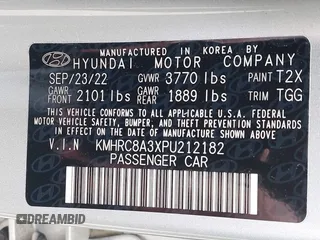 MANUFACTURED IN KOREA BY
HYUNDAI MOTOR COMPANY
SEP/23/22 GVWR 3770 lbs PAINT T2X
GAWR FRONT 2101 lbs GAWR REAR 1889 lbs TRIM TGG
THIS VEHICLE CONFORMS TO ALL APPLICABLE U.S. FEDERAL
MOTOR VEHICLE SAFETY, BUMPER, AND THEFT PREVENTION
STANDARDS IN EFFECT ON THE DATE OF MANUFACTURE
SHOWN ABOVE.
V.I.N KMHRC8A3XPU212182
PASSENGER CAR
DREAMBID